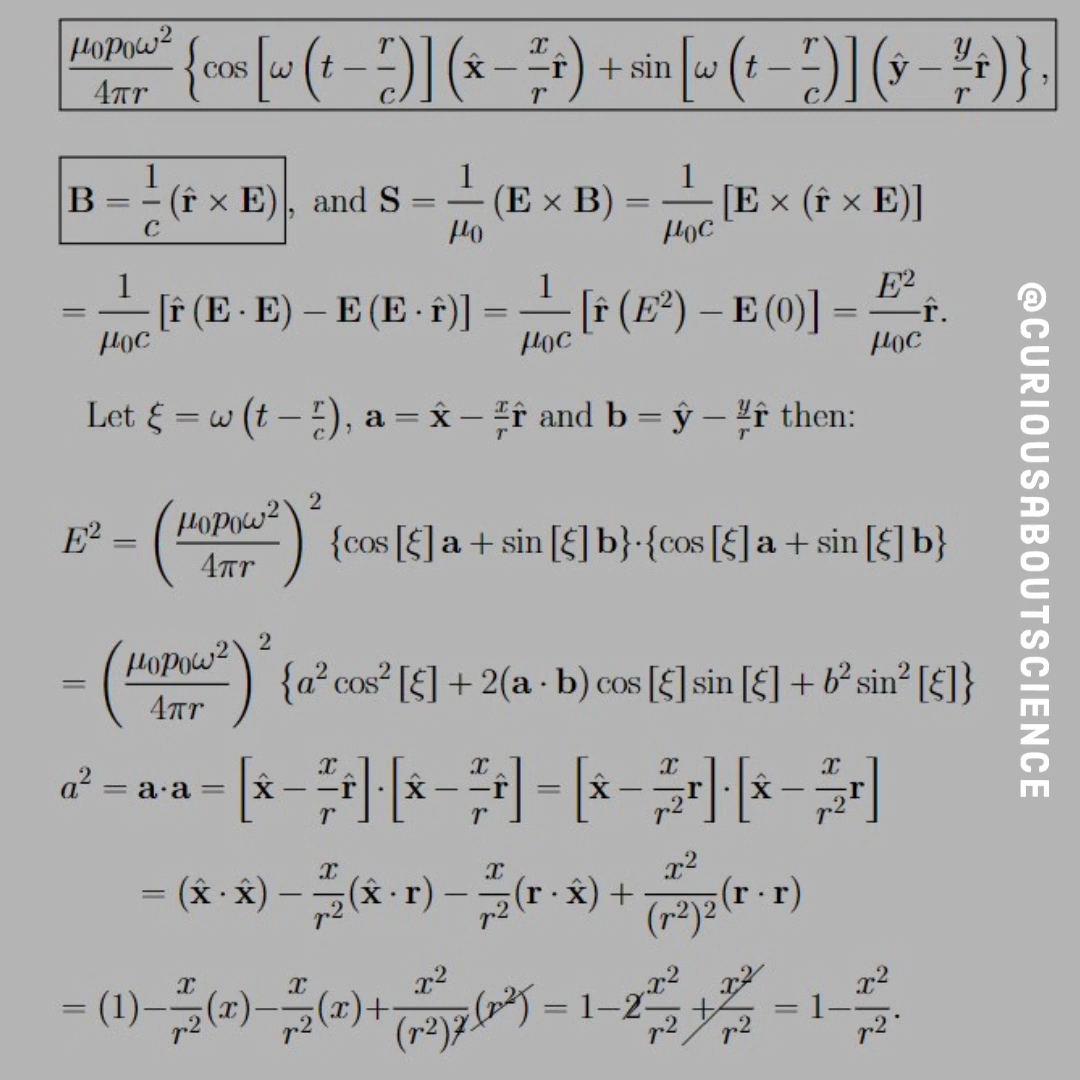 μ₀p₀ω²/4πr {cos [ω (t − r/c)] (x̂ − x/r r̂) + sin [ω (t − r/c)] (ŷ − y/r r̂)},
B = 1/c (r̂ × E), and S = 1/μ₀ (E × B) = 1/μ₀c [E × (r̂ × E)]
= 1/μ₀c [r̂ (E · E) − E (E · r̂)] = 1/μ₀c [r̂ (E²) − E (0)] = E²/μ₀c r̂.
Let ξ = ω (t − r/c), a = x̂ − x/r r̂ and b = ŷ − y/r r̂ then:
E² = (μ₀p₀ω²/4πr)² {cos [ξ] a + sin [ξ] b}·{cos [ξ] a + sin [ξ] b}
= (μ₀p₀ω²/4πr)² {a² cos² [ξ] + 2(a · b) cos [ξ] sin [ξ] + b² sin² [ξ]}
a² = a·a = [x̂ − x/r r̂]·[x̂ − x/r r̂] = [x̂ − x/r² r]·[x̂ − x/r² r]
= (x̂ · x̂) − x/r² (x̂ · r) − x/r² (r · x̂) + x²/(r²)² (r · r)
= (1)−x/r² (x)−x/r² (x)+x²/(r²)² (r²) = 1−2 x²/r² + x²/r² = 1−x²/r².
@CURIOUSABOUTSCIENCE